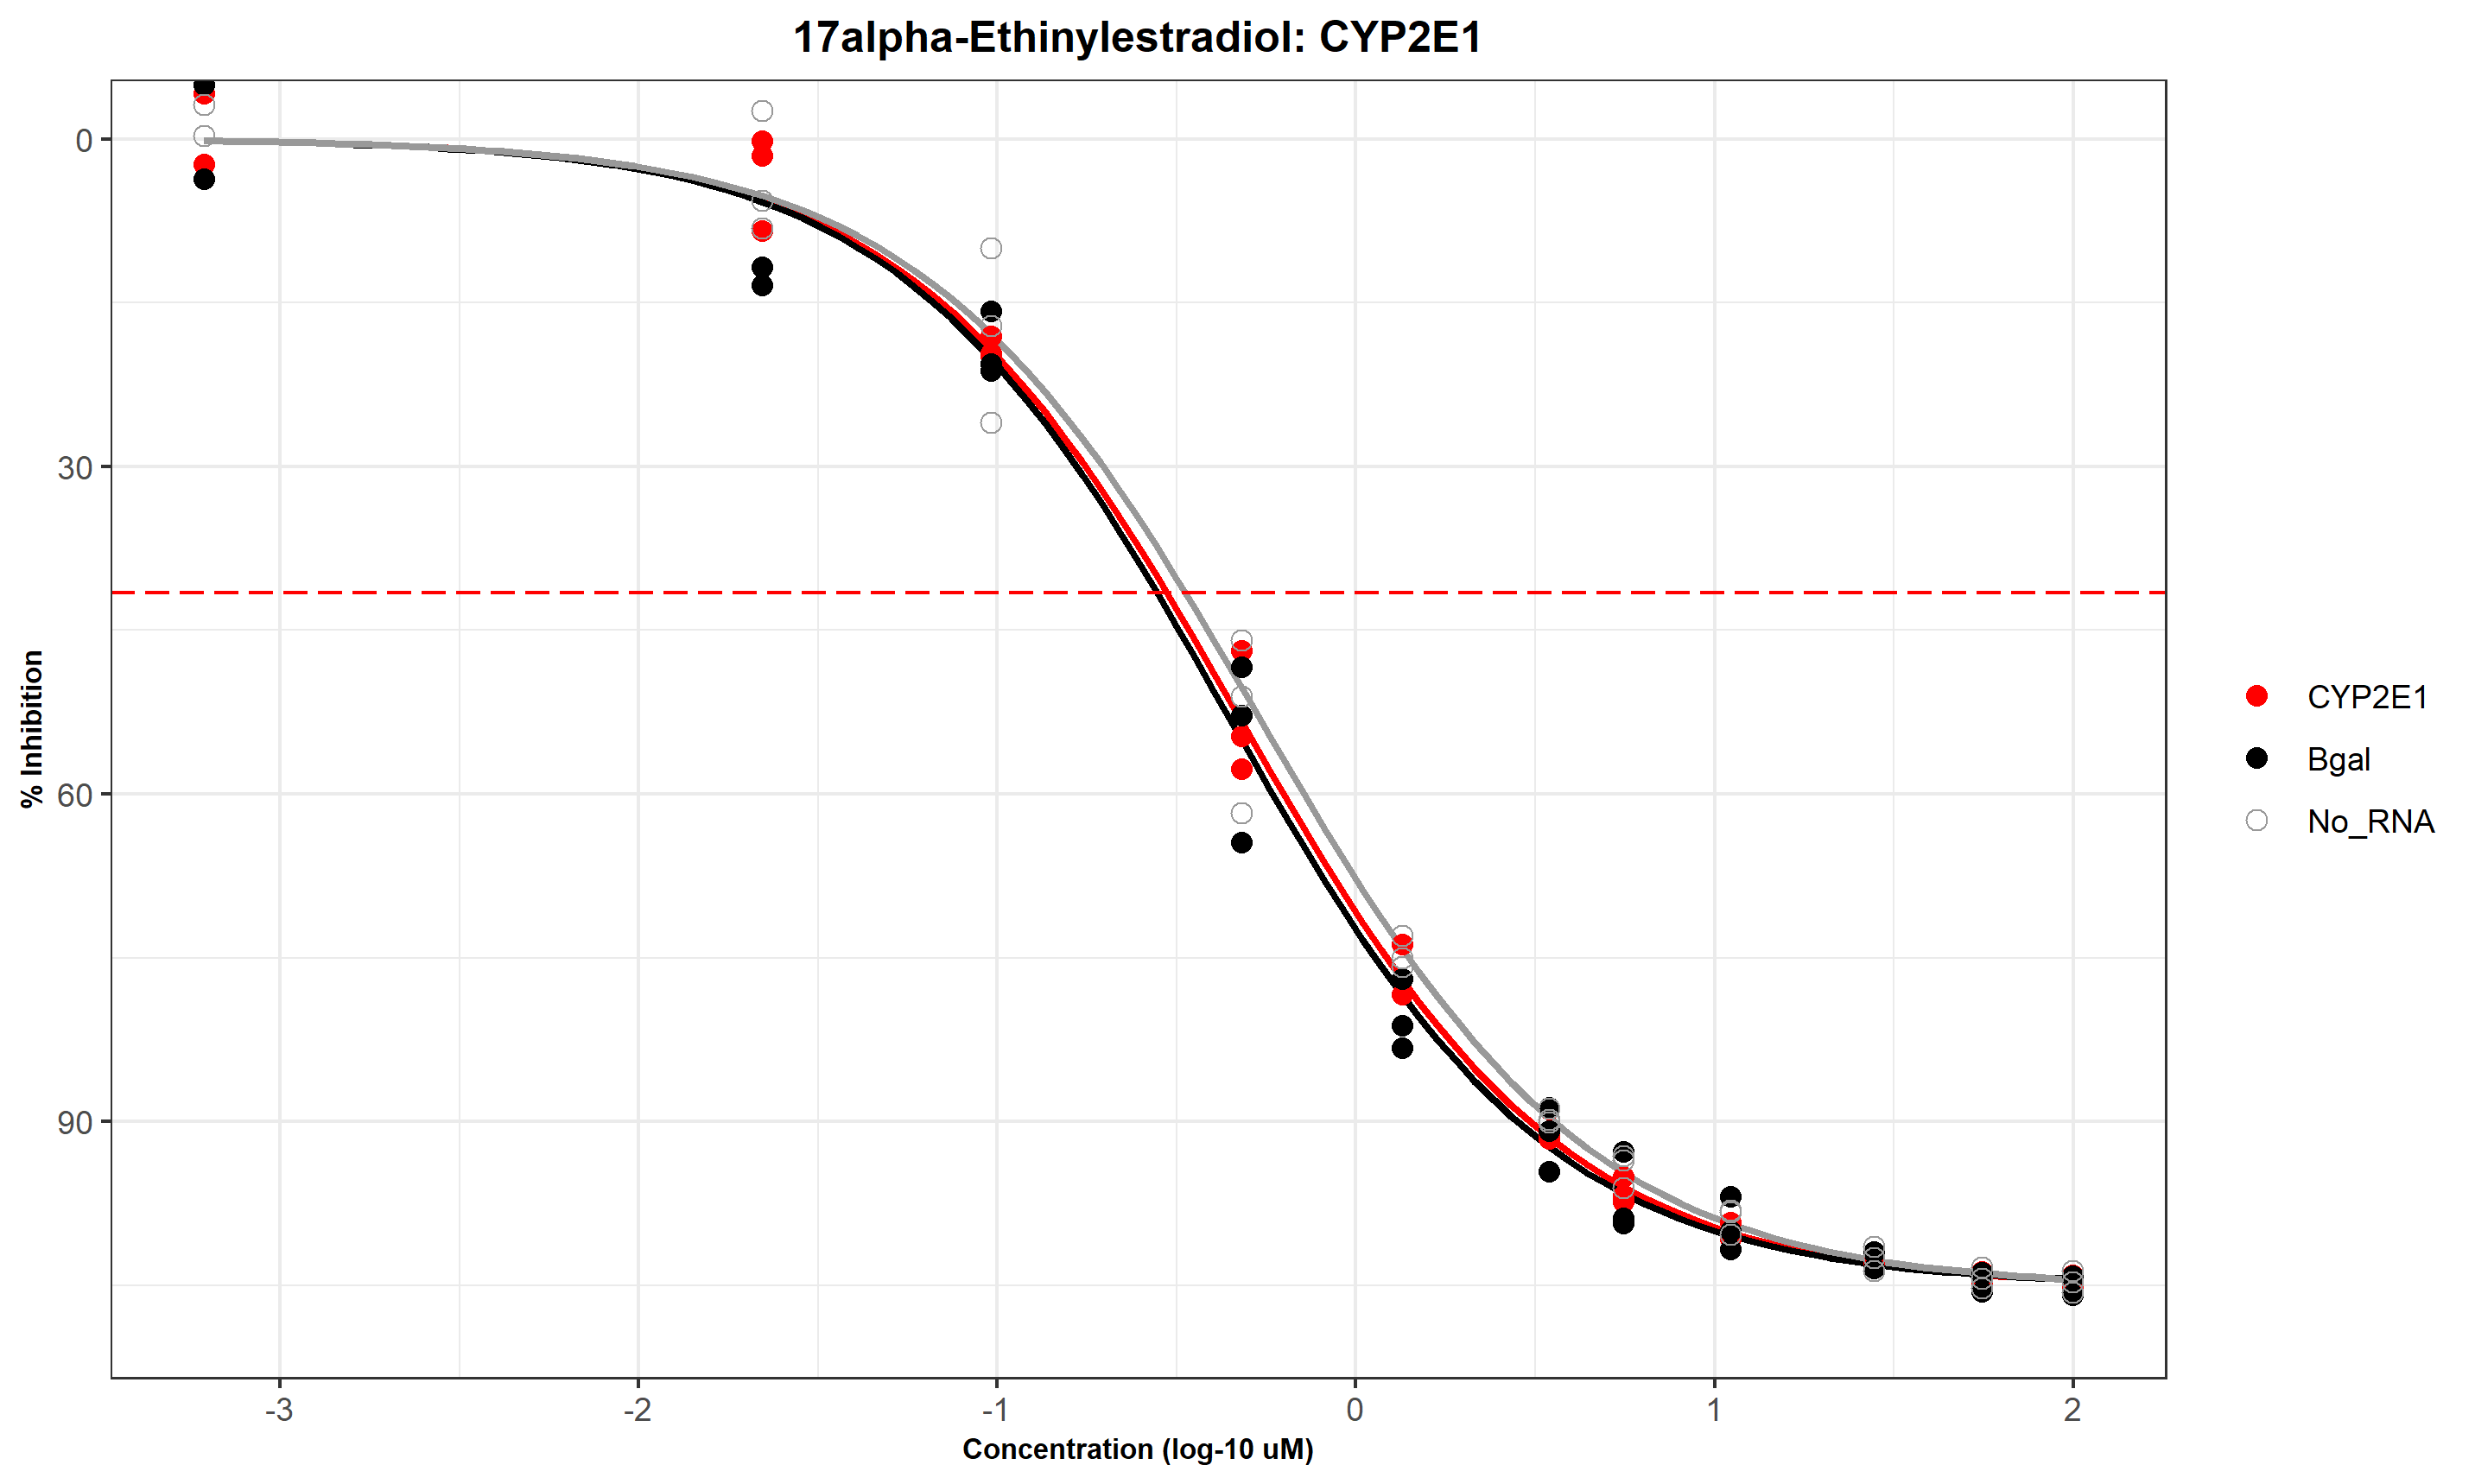 17alpha-Ethinylestradiol: CYP2E1
% Inhibition
0
30
60
90
-3
-2
-1
0
1
2
Concentration (log-10 uM)
CYP2E1
Bgal
No_RNA